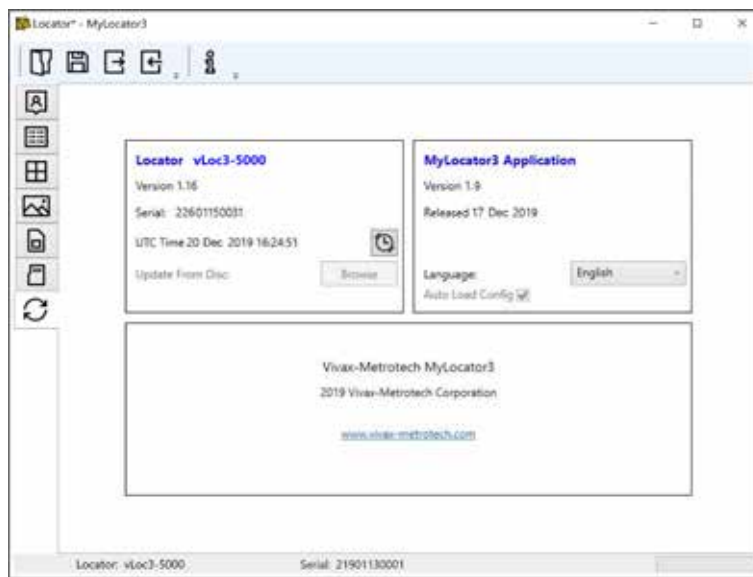 Locator* - MyLocator3
Locator vLoc3-5000
Version 1.16
Serial: 22601150031
UTC Time 20 Dec 2019 16:24:51
Update From Disc:
Browse
MyLocator3 Application
Version 1.9
Released 17 Dec 2019
Language:
English
Auto Load Config
Vivax-Metrotech MyLocator3
2019 Vivax-Metrotech Corporation
www.vivax-metrotech.com
Locator: vLoc3-5000
Serial: 21901130001